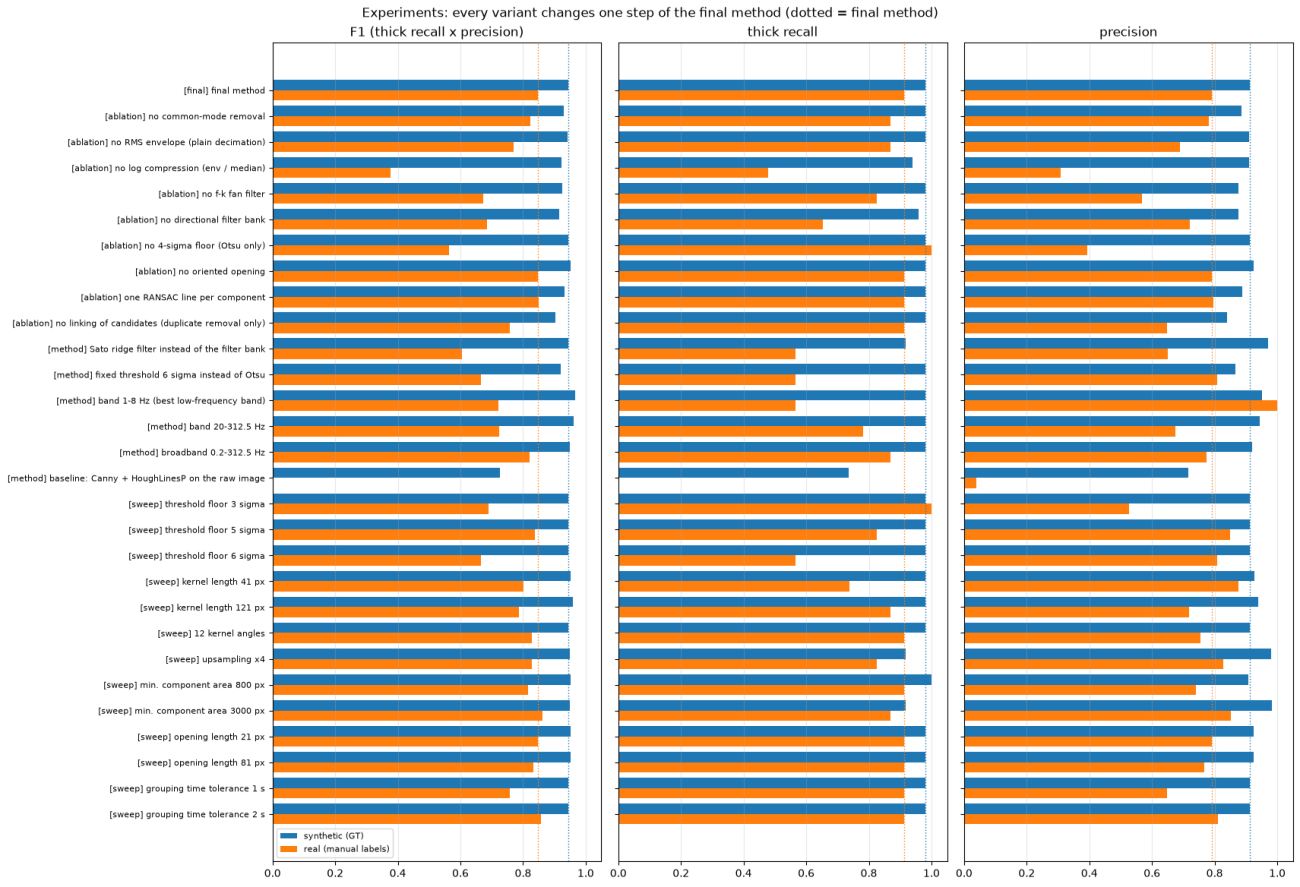 Experiments: every variant changes one step of the final method (dotted = final method)
F1 (thick recall x precision)
thick recall
precision
[final] final method
[ablation] no common-mode removal
[ablation] no RMS envelope (plain decimation)
[ablation] no log compression (env / median)
[ablation] no f-k fan filter
[ablation] no directional filter bank
[ablation] no 4-sigma floor (Otsu only)
[ablation] no oriented opening
[ablation] one RANSAC line per component
[ablation] no linking of candidates (duplicate removal only)
[method] Sato ridge filter instead of the filter bank
[method] fixed threshold 6 sigma instead of Otsu
[method] band 1-8 Hz (best low-frequency band)
[method] band 20-312.5 Hz
[method] broadband 0.2-312.5 Hz
[method] baseline: Canny + HoughLinesP on the raw image
[sweep] threshold floor 3 sigma
[sweep] threshold floor 5 sigma
[sweep] threshold floor 6 sigma
[sweep] kernel length 41 px
[sweep] kernel length 121 px
[sweep] 12 kernel angles
[sweep] upsampling x4
[sweep] min. component area 800 px
[sweep] min. component area 3000 px
[sweep] opening length 21 px
[sweep] opening length 81 px
[sweep] grouping time tolerance 1 s
[sweep] grouping time tolerance 2 s
synthetic (GT)
real (manual labels)
0.0 0.2 0.4 0.6 0.8 1.0
0.0 0.2 0.4 0.6 0.8 1.0
0.0 0.2 0.4 0.6 0.8 1.0